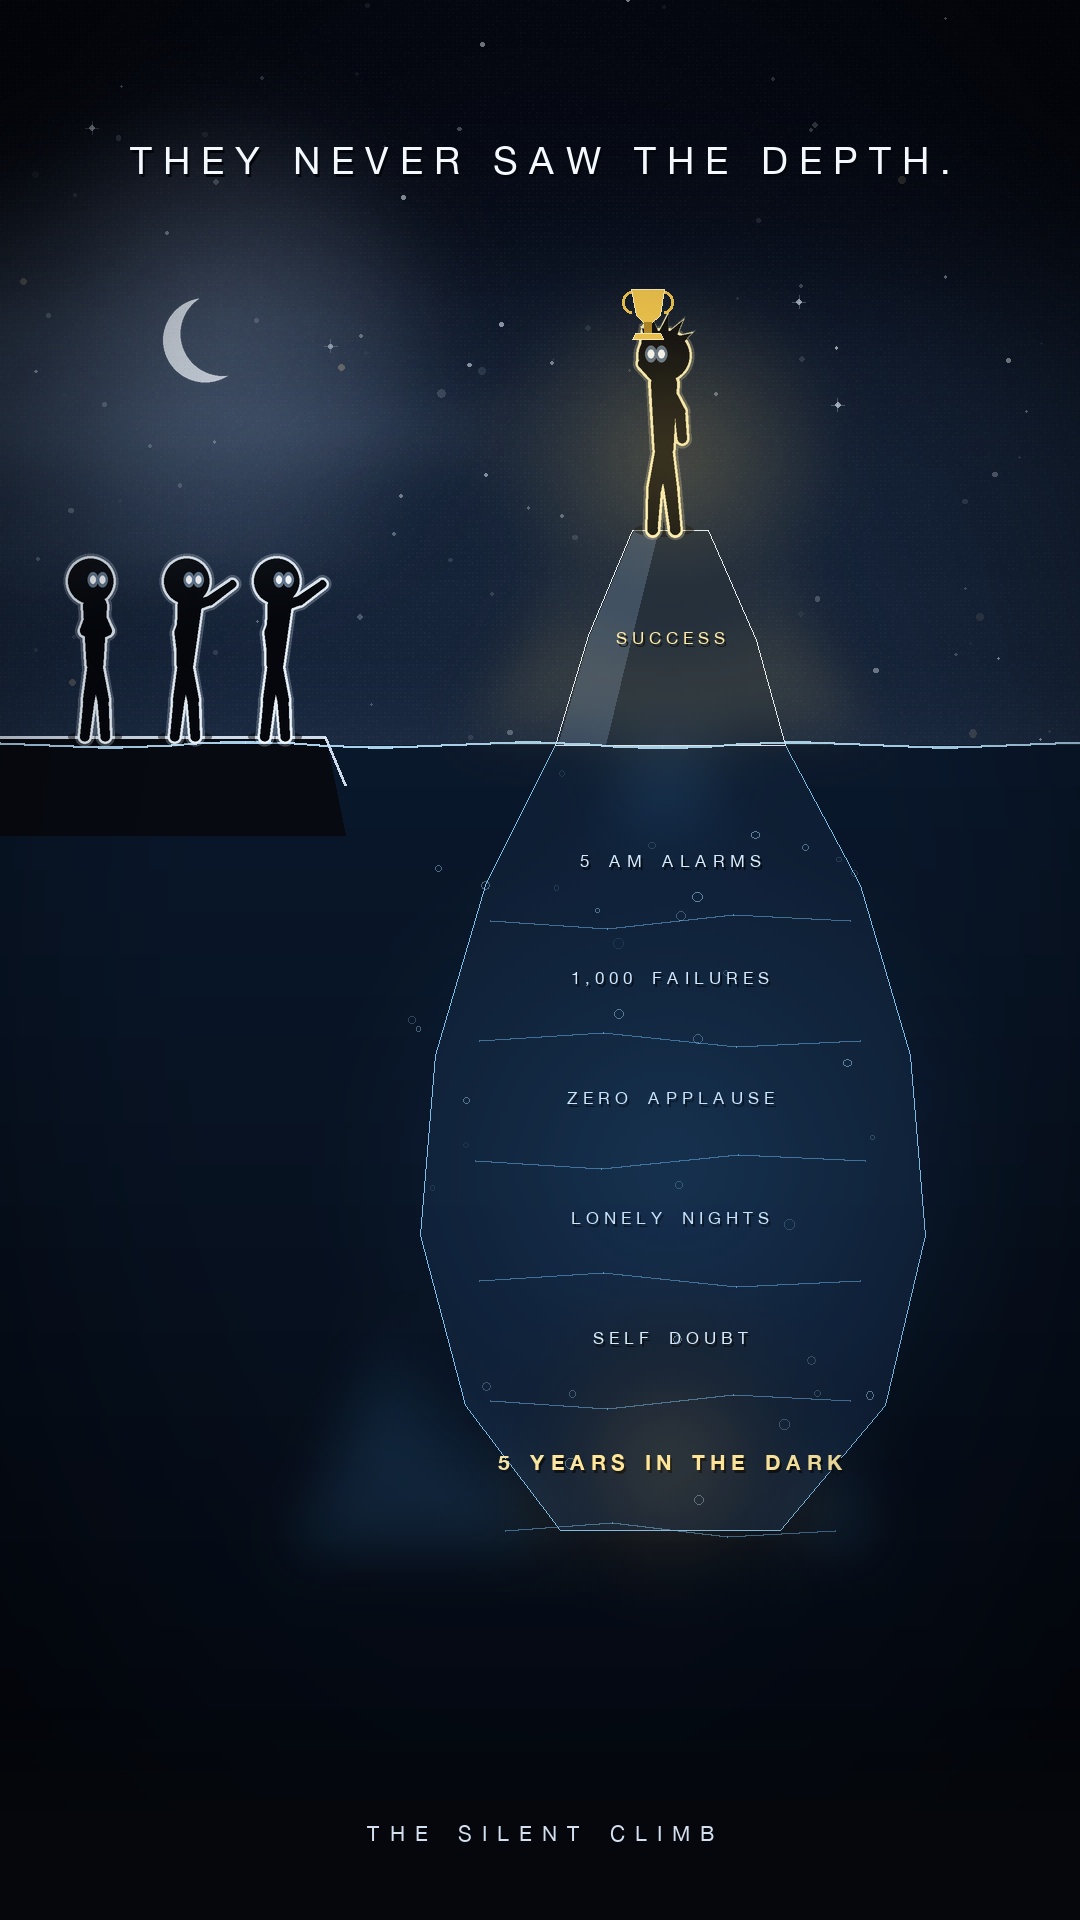 THEY NEVER SAW THE DEPTH.
SUCCESS
5 AM ALARMS
1,000 FAILURES
ZERO APPLAUSE
LONELY NIGHTS
SELF DOUBT
5 YEARS IN THE DARK
THE SILENT CLIMB